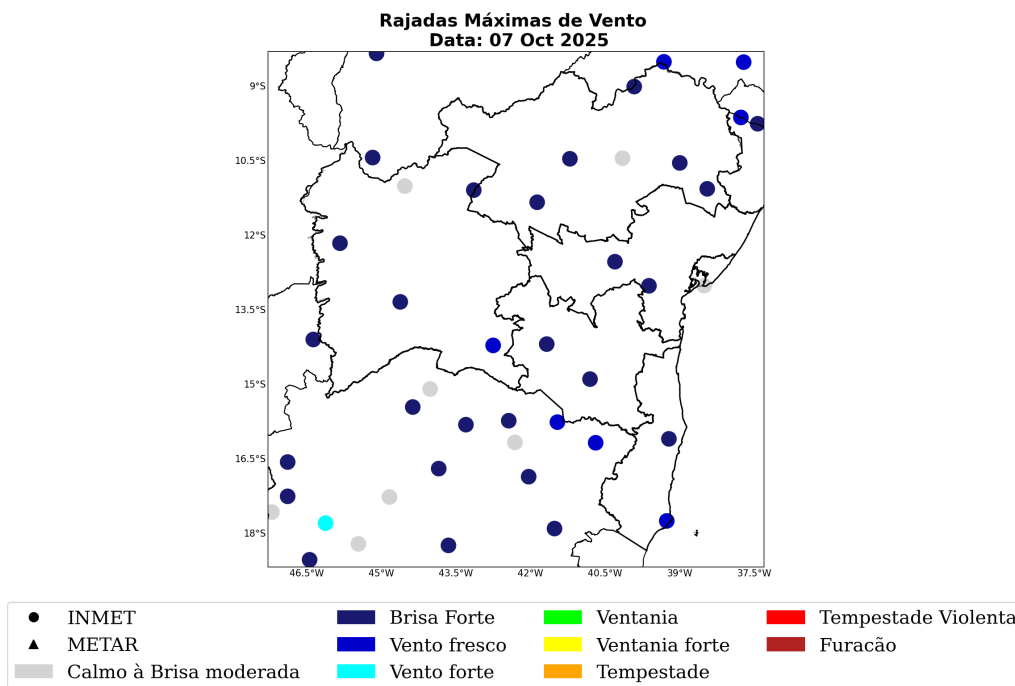 Rajadas Máximas de Vento
Data: 07 Oct 2025
9°S
10.5°S
12°S
13.5°S
15°S
16.5°S
18°S
46.5°W 45°W 43.5°W 42°W 40.5°W 39°W 37.5°W
INMET Brisa Forte Ventania Tempestade Violenta
METAR Vento fresco Ventania forte Furacão
Calmo à Brisa moderada Vento forte Tempestade